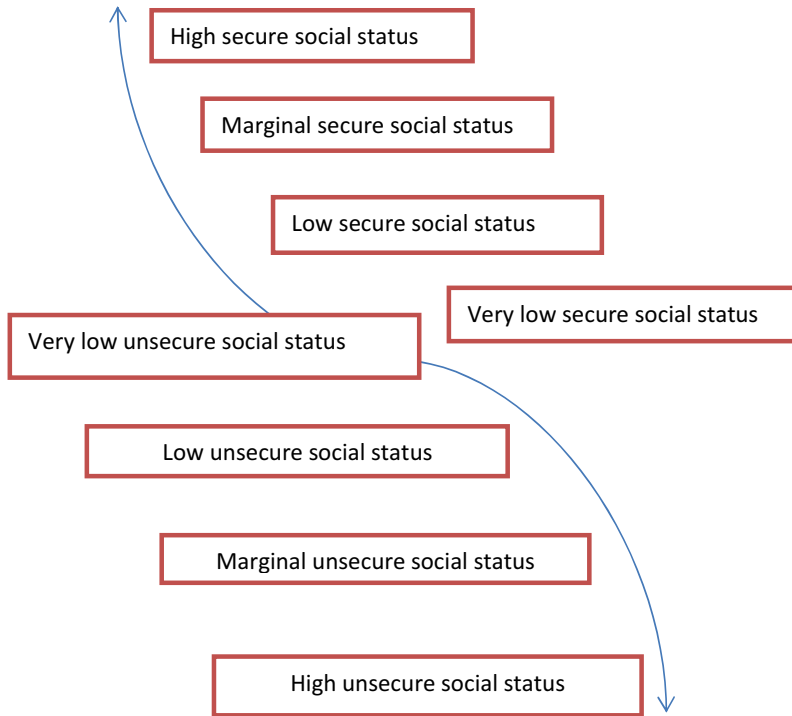 High secure social status
Marginal secure social status
Low secure social status
Very low secure social status
Very low unsecure social status
Low unsecure social status
Marginal unsecure social status
High unsecure social status